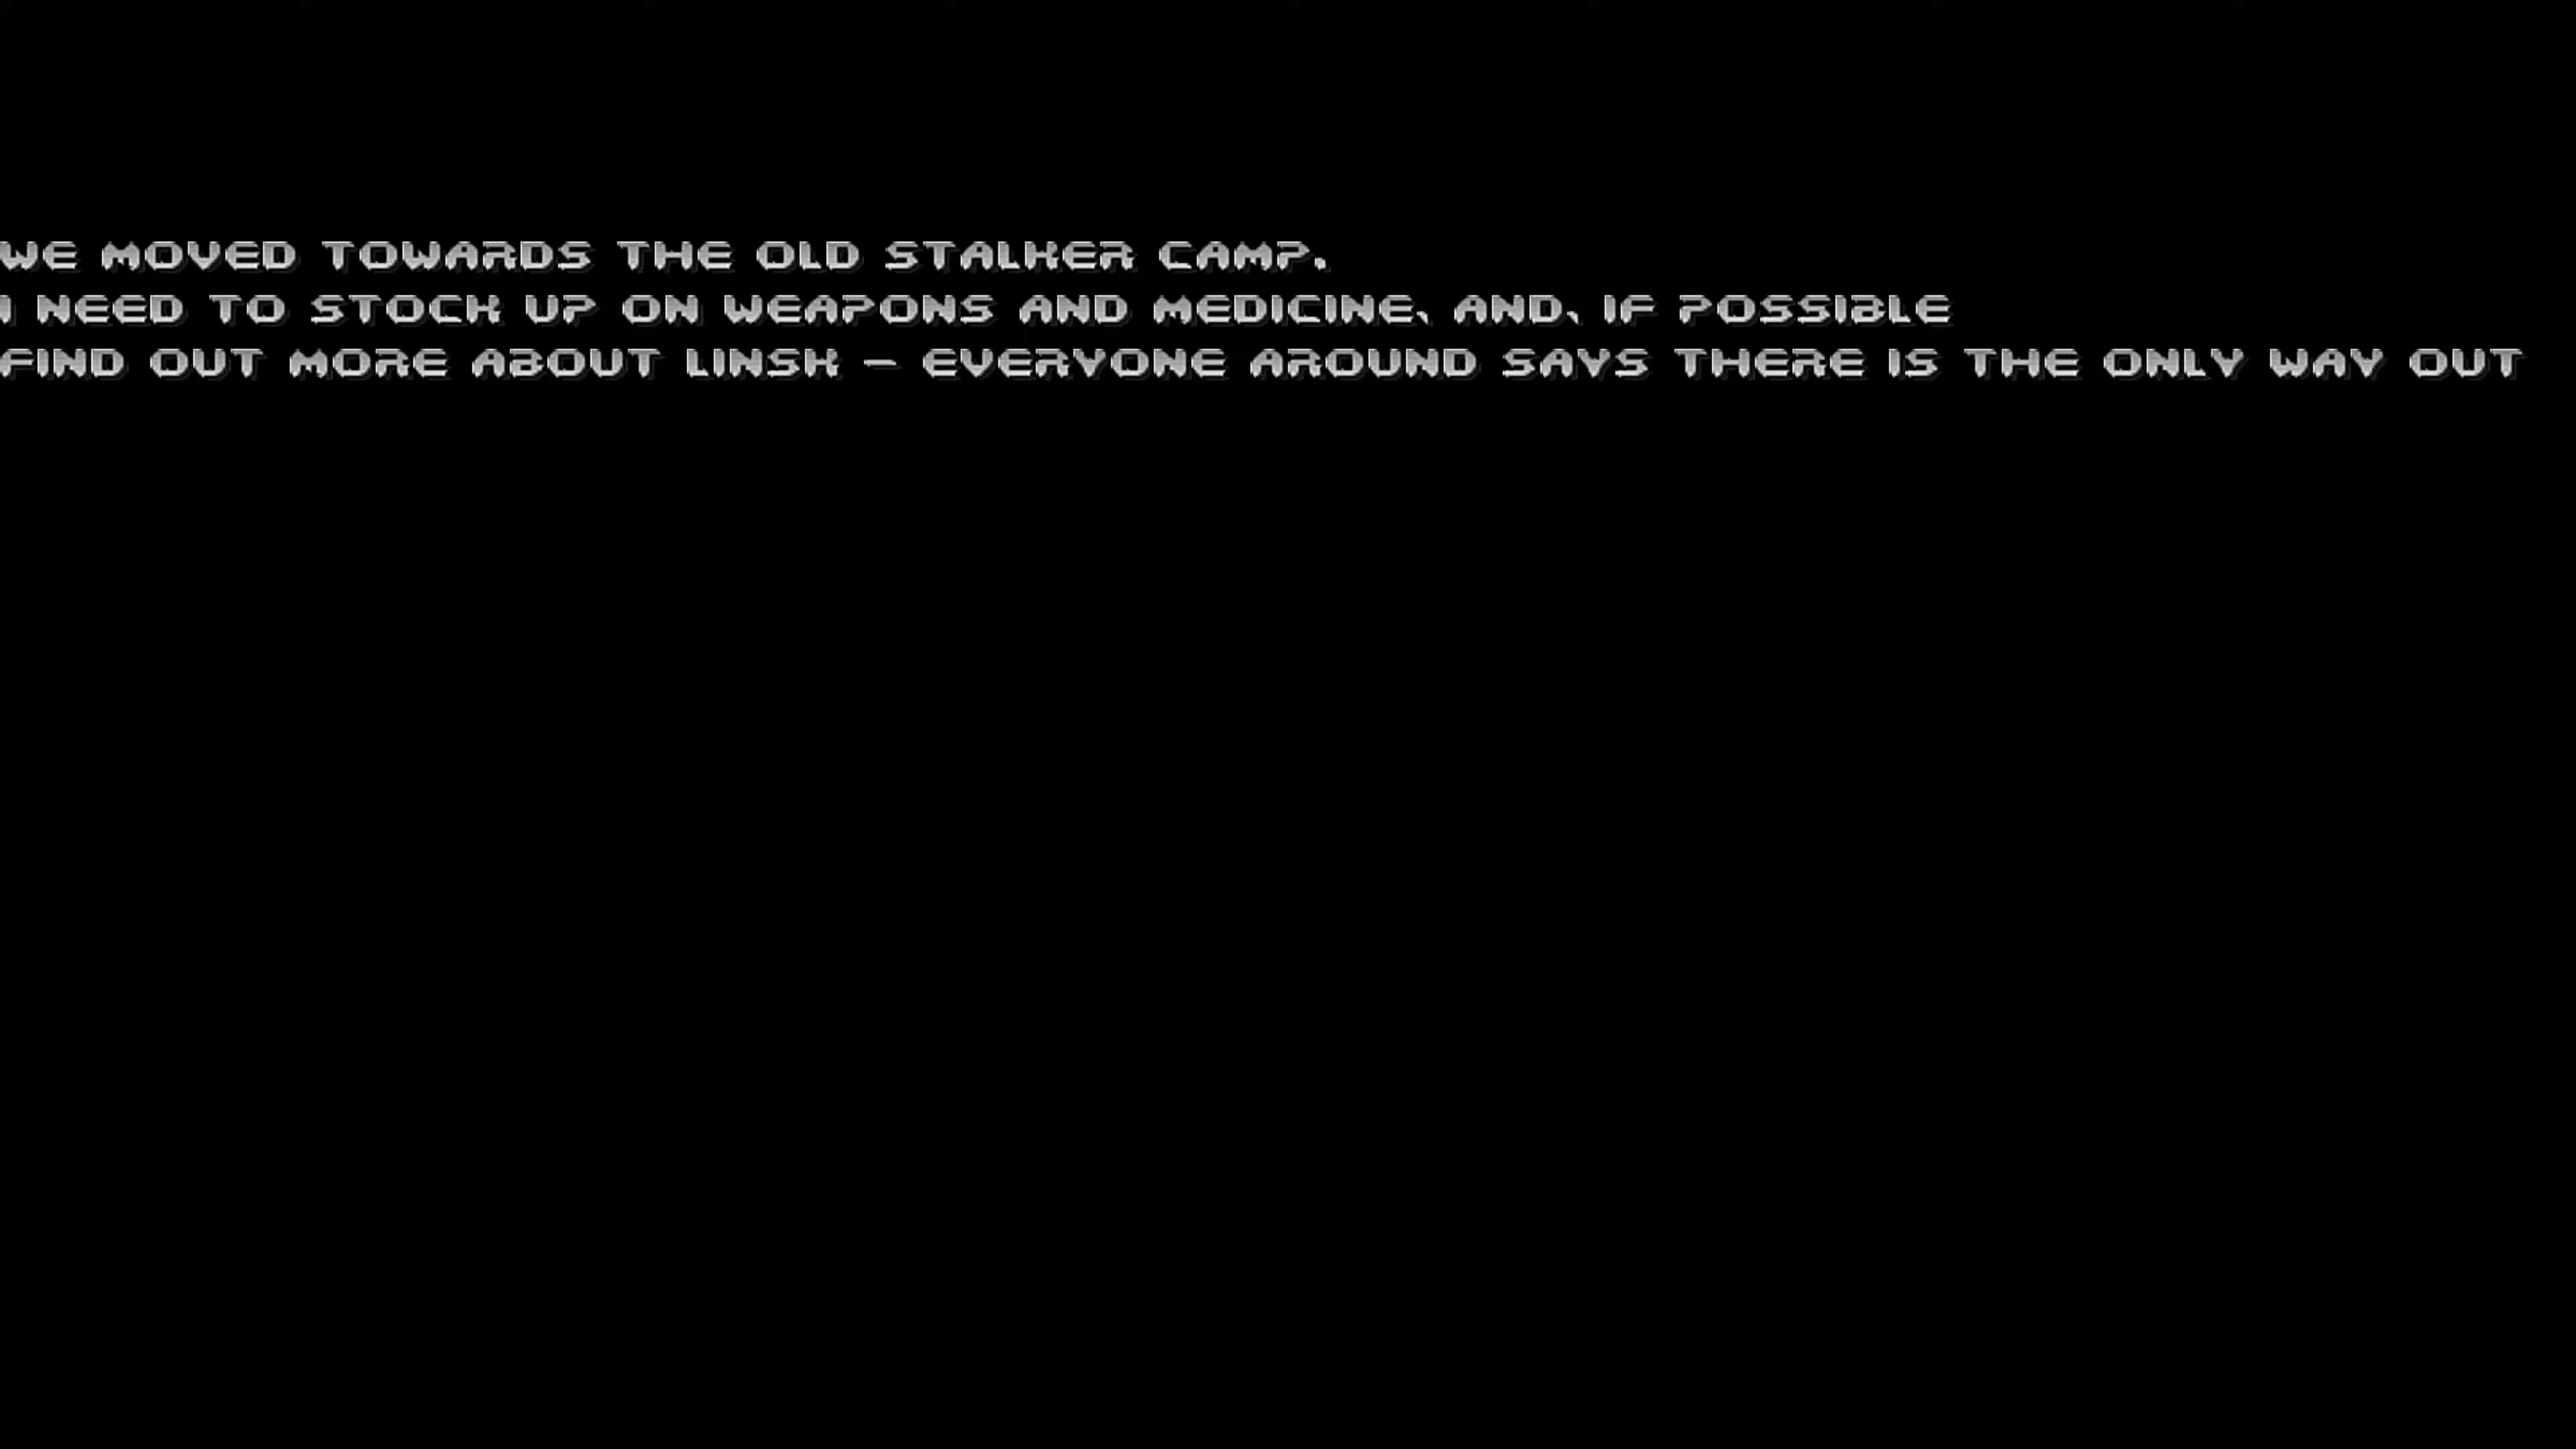 WE MOVED TOWARDS THE OLD STALKER CAMP.
I NEED TO STOCK UP ON WEAPONS AND MEDICINE, AND, IF POSSIBLE
FIND OUT MORE ABOUT LINSK - EVERYONE AROUND SAYS THERE IS THE ONLY WAY OUT